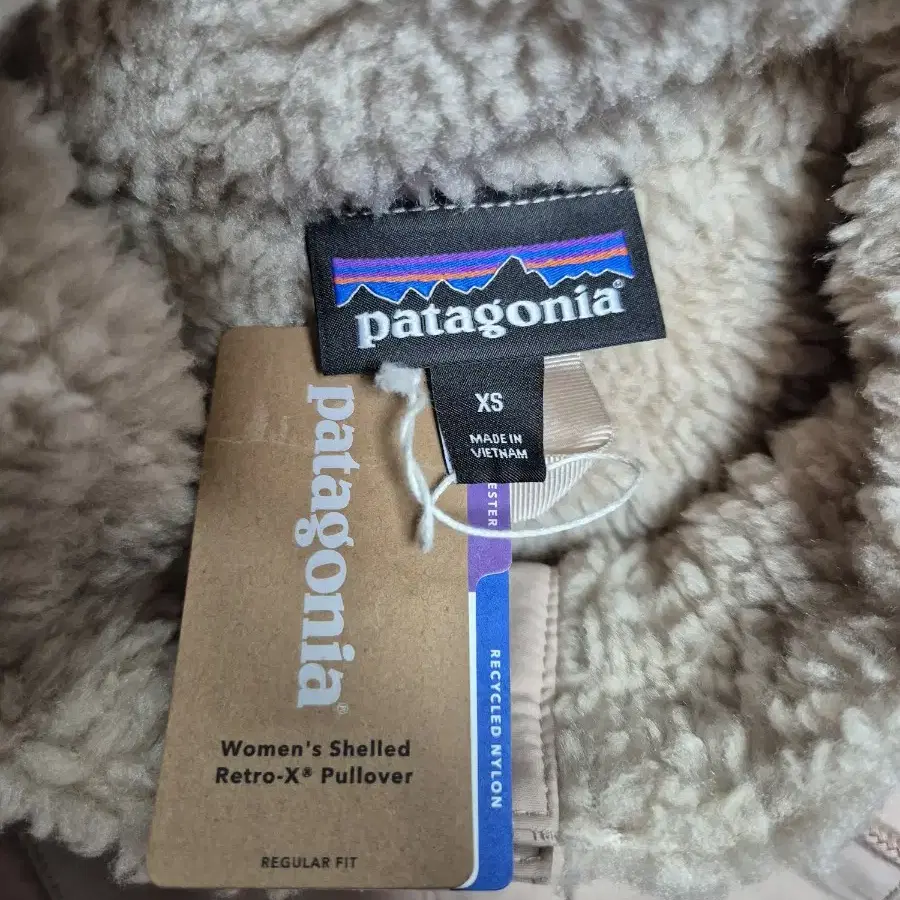 patagonia®
XS
MADE IN
VIETNAM
patagonia®
Women's Shelled
Retro-X® Pullover
REGULAR FIT
ESTER
RECYCLED NYLON